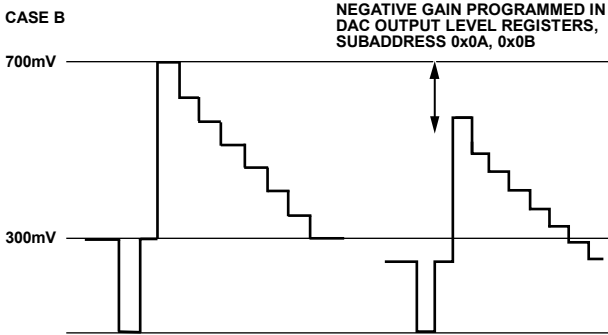 CASE B
NEGATIVE GAIN PROGRAMMED IN
DAC OUTPUT LEVEL REGISTERS,
SUBADDRESS 0x0A, 0x0B
700mV
300mV